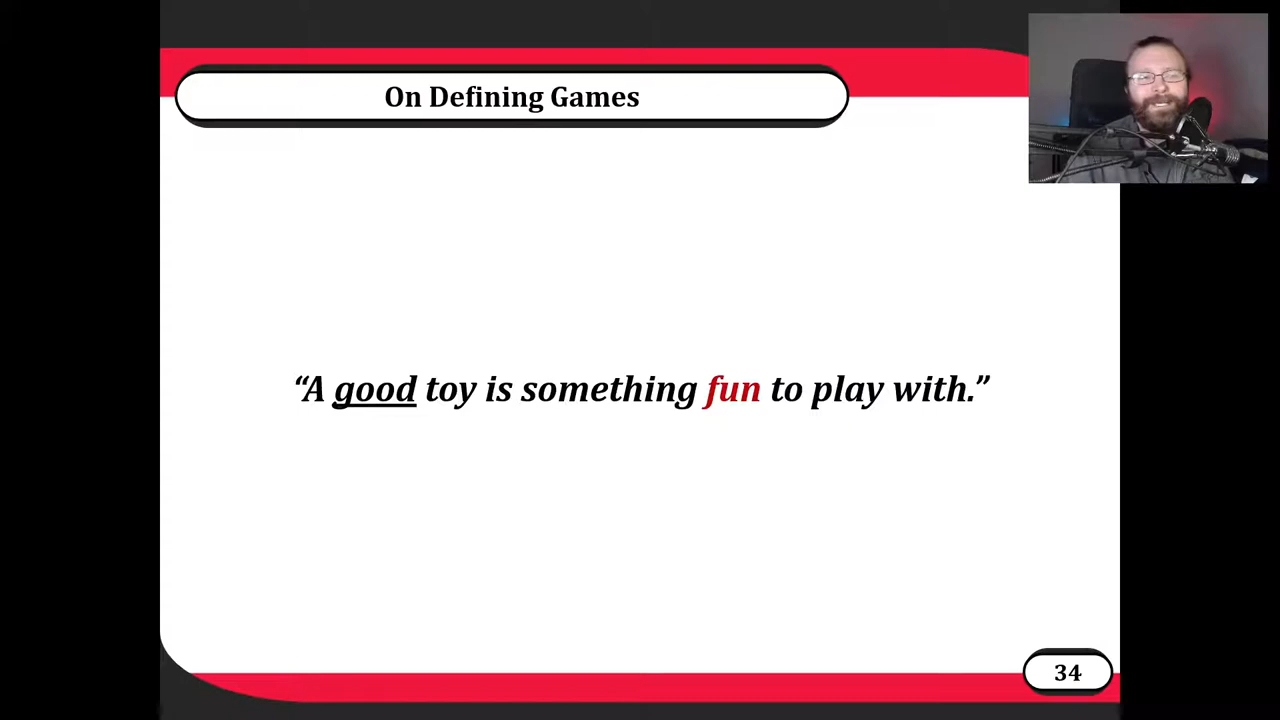 On Defining Games
“A good toy is something fun to play with.”
34